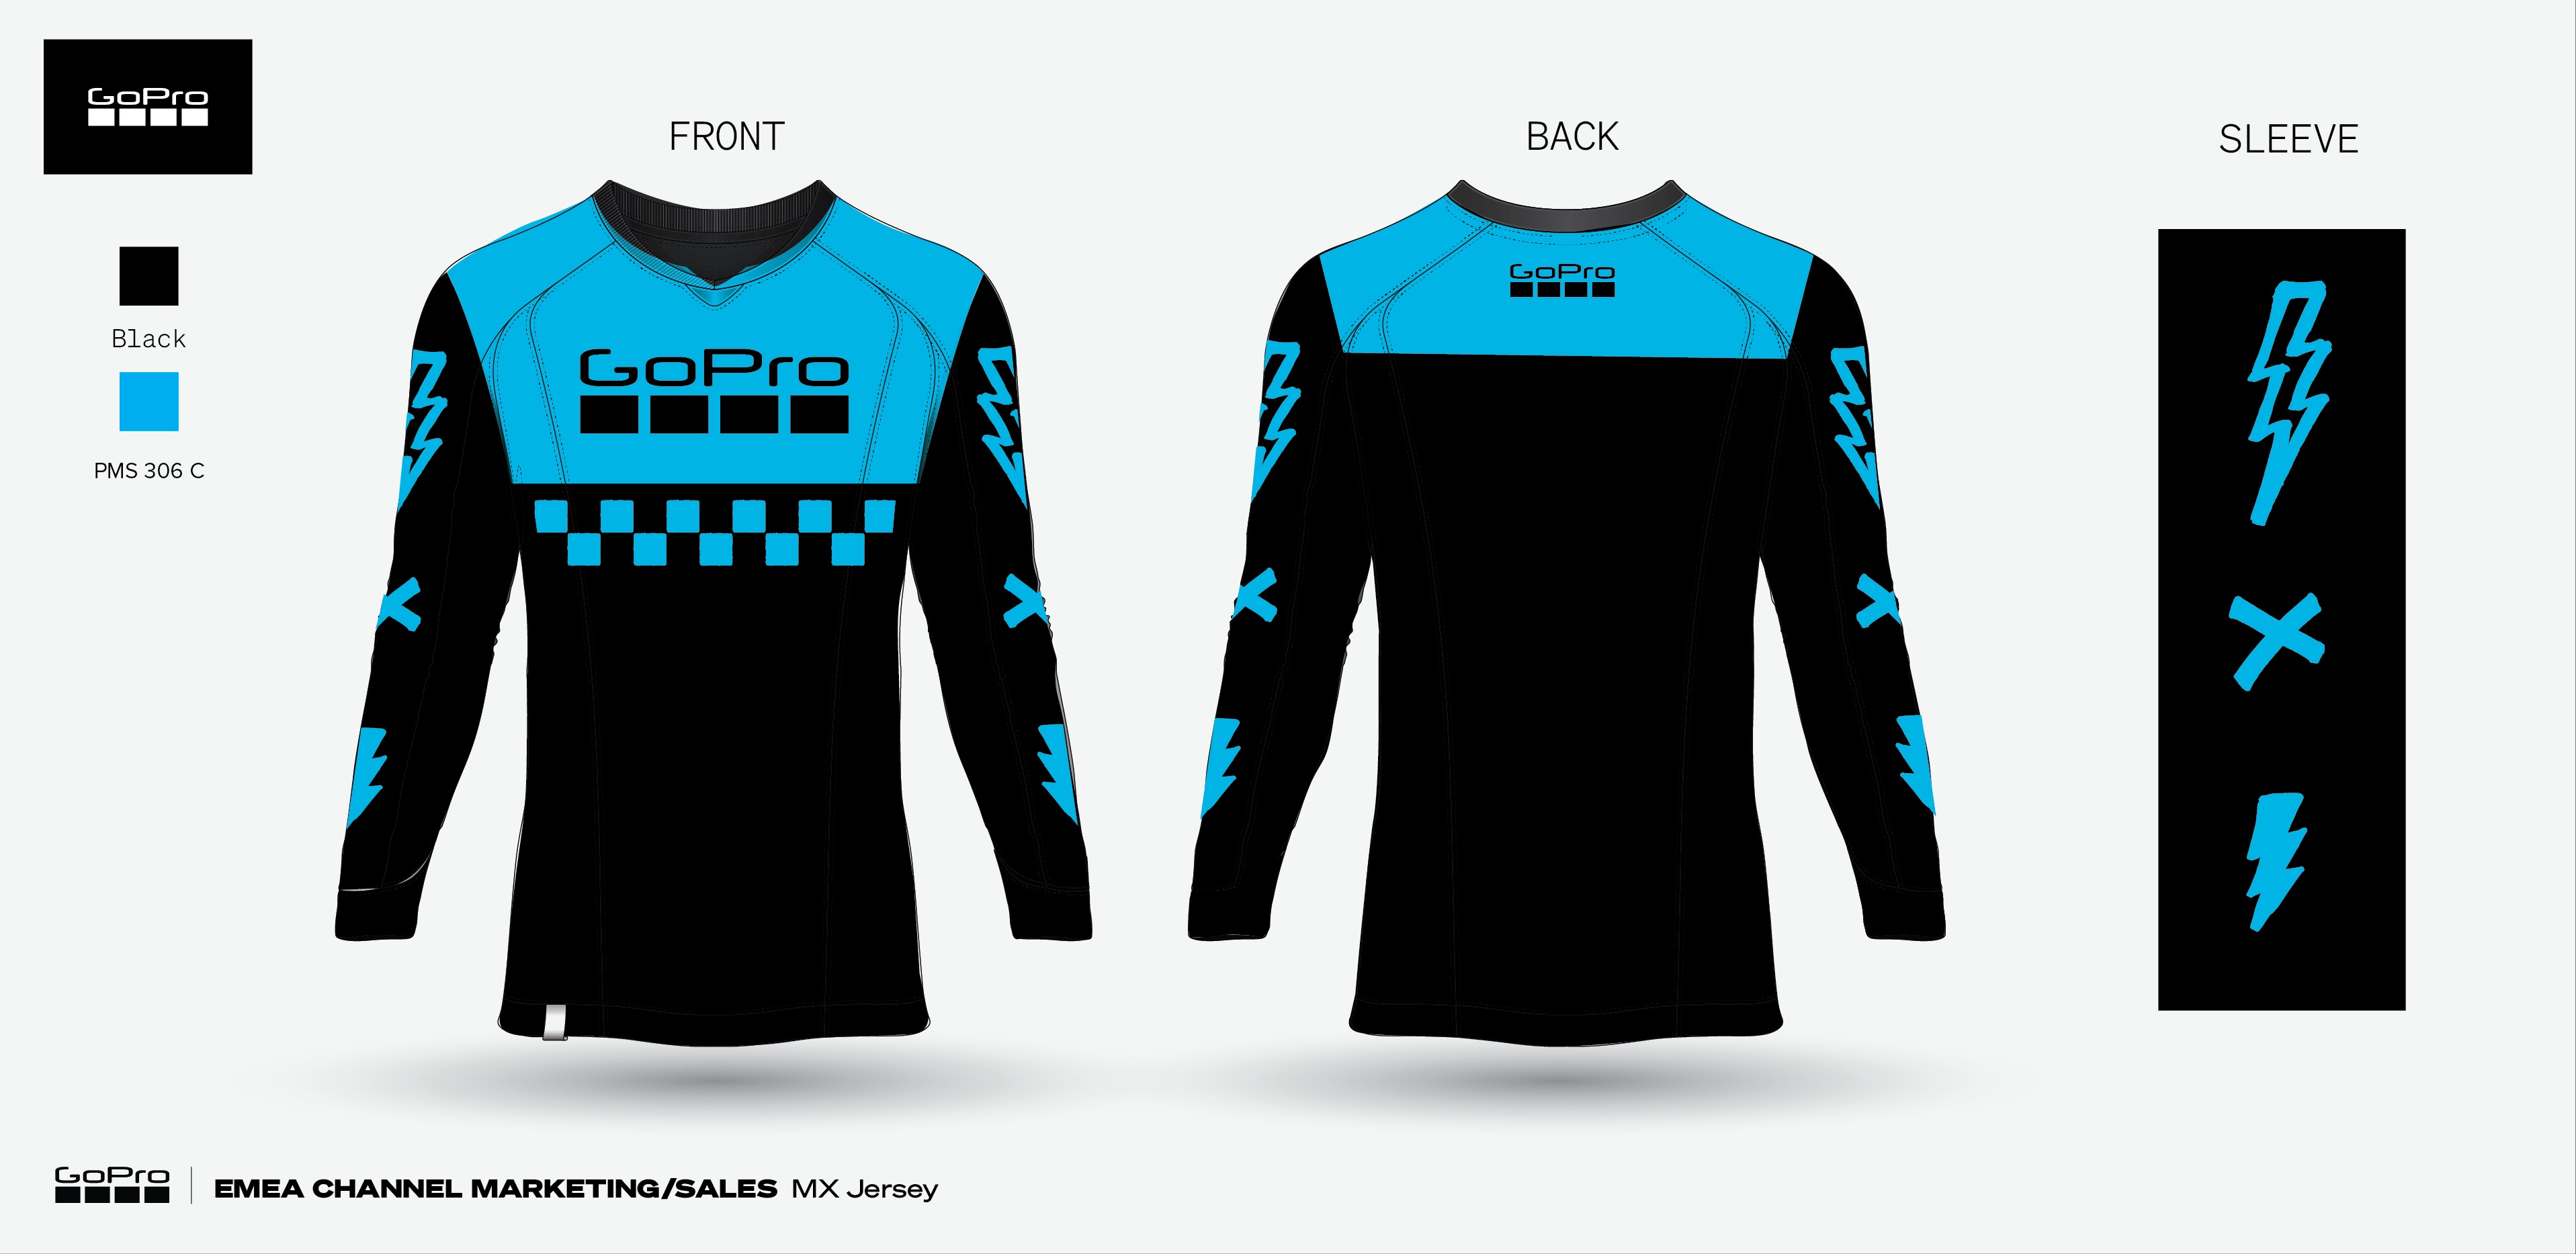 GoPro
FRONT
BACK
SLEEVE
Black
PMS 306 C
GoPro
GoPro
GoPro
EMEA CHANNEL MARKETING/SALES MX Jersey